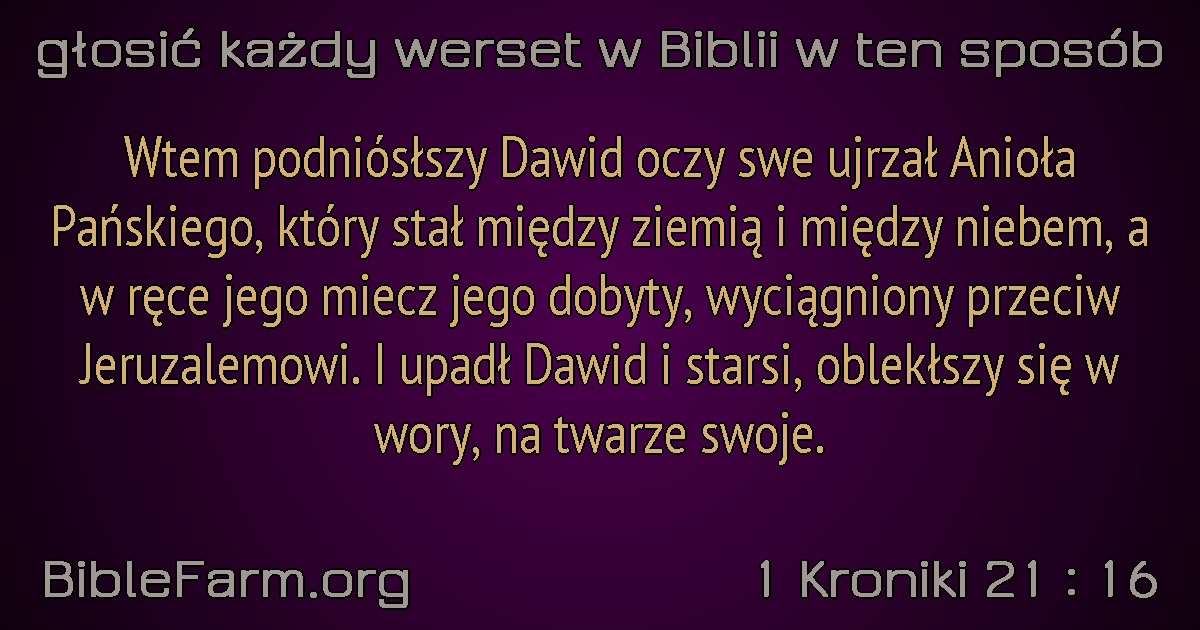 głosić każdy werset w Biblii w ten sposób
Wtem podniósłszy Dawid oczy swe ujrzał Anioła
Pańskiego, który stał między ziemią i między niebem, a
w ręce jego miecz jego dobyty, wyciągniony przeciw
Jeruzalemowi. I upadł Dawid i starsi, oblekłszy się w
wory, na twarze swoje.
BibleFarm.org
1 Kroniki 21 : 16